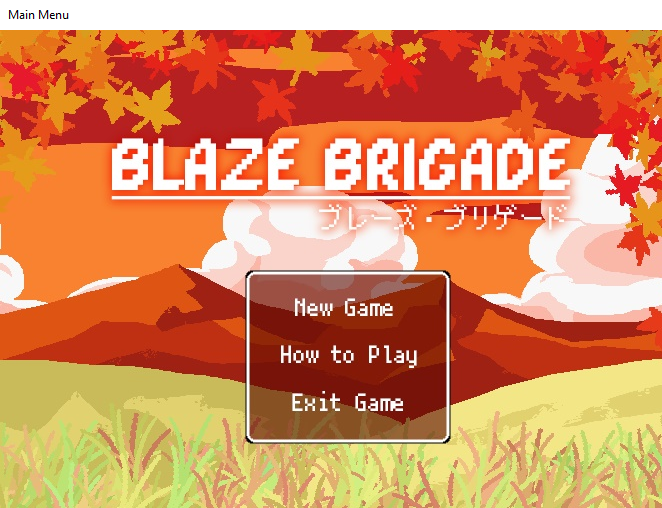 Main Menu
BLAZE BRIGADE
ブレーズ・ブリゲード
New Game
How to Play
Exit Game